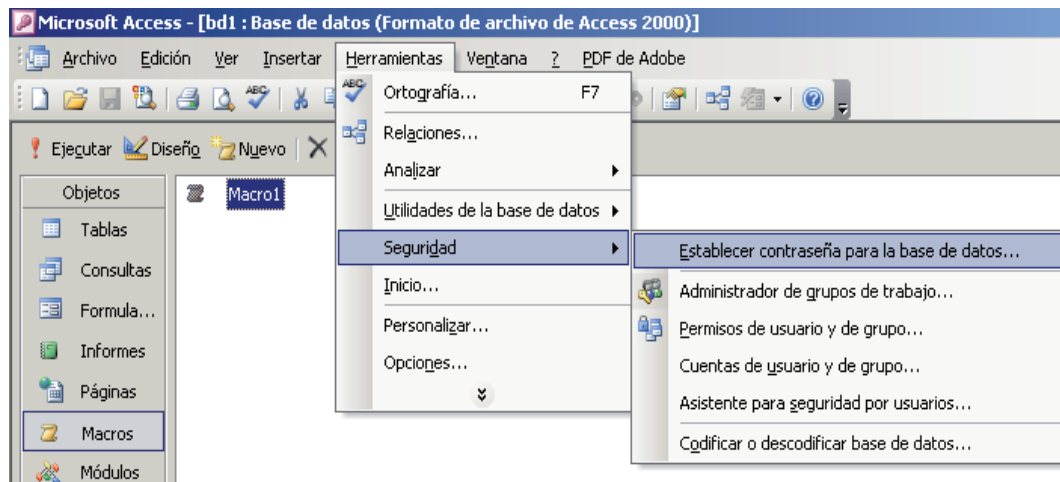 Microsoft Access - [bd1 : Base de datos (Formato de archivo de Access 2000)]
Archivo Edición Ver Insertar Herramientas Ventana ? PDF de Adobe
ABC ABC Ortografía... F7
Relaciones...
Ejecutar Diseño Nuevo
Analizar
Objetos Macro1
Utilidades de la base de datos
Tablas
Seguridad Establecer contraseña para la base de datos...
Consultas
Inicio... Administrador de grupos de trabajo...
Formula...
Personalizar... Permisos de usuario y de grupo...
Informes
Opciones... Cuentas de usuario y de grupo...
Páginas
Asistente para seguridad por usuarios...
Macros
Codificar o descodificar base de datos...
Módulos